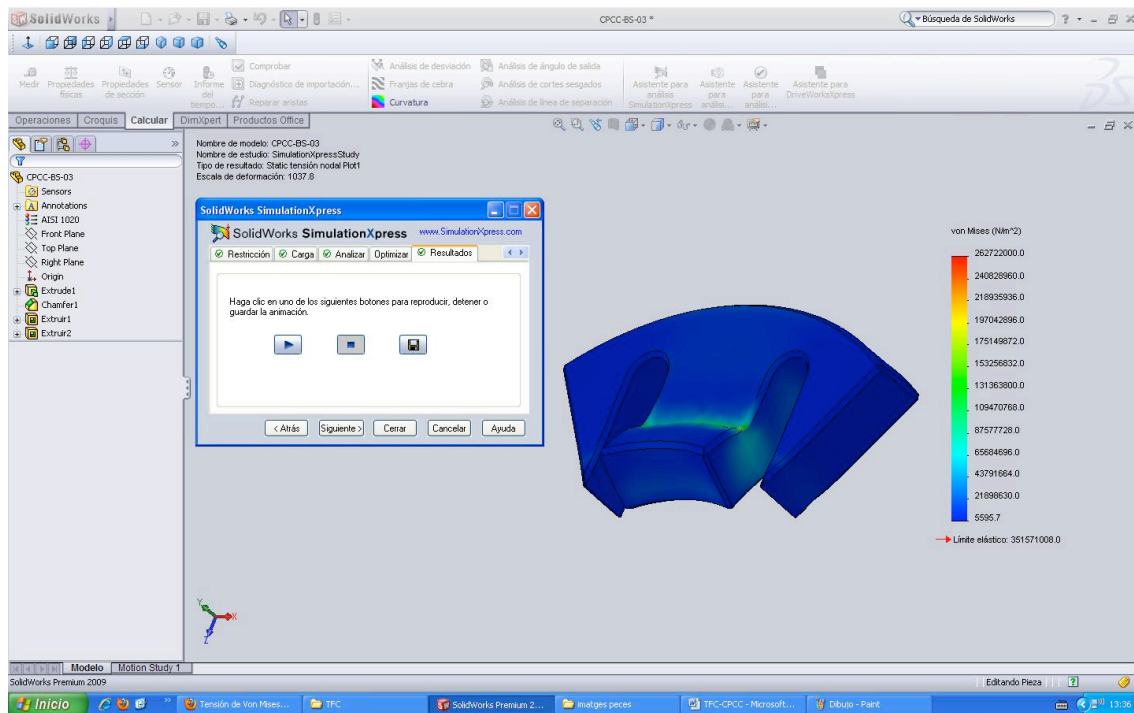 SolidWorks
CPCC-BS-03 *
Búsqueda de SolidWorks
Medir
Propiedades físicas
Propiedades de sección
Sensor
Informe del tiempo...
Comprobar
Diagnóstico de importación...
Reparar aristas
Análisis de desviación
Franjas de cebra
Curvatura
Análisis de ángulo de salida
Análisis de cortes sesgados
Análisis de línea de separación
Asistente para análisis SimulationXpress
Asistente para análisi...
Asistente para análisi...
Asistente para DriveWorksXpress
Operaciones Croquis Calcular DimXpert Productos Office
CPCC-BS-03
Sensors
Annotations
AISI 1020
Front Plane
Top Plane
Right Plane
Origin
Extrude1
Chamfer1
Extruir1
Extruir2
Nombre de modelo: CPCC-BS-03
Nombre de estudio: SimulationXpressStudy
Tipo de resultado: Static tensión nodal Plot1
Escala de deformación: 1037.8
SolidWorks SimulationXpress
SolidWorks SimulationXpress www.SimulationXpress.com
Restricción Carga Analizar Optimizar Resultados
Haga clic en uno de los siguientes botones para reproducir, detener o
guardar la animación.
< Atrás Siguiente > Cerrar Cancelar Ayuda
von Mises (N/m^2)
262722000.0
240828960.0
218935936.0
197042896.0
175149872.0
153256832.0
131363800.0
109470768.0
87577728.0
65684696.0
43791664.0
21898630.0
5595.7
Límite elástico: 351571008.0
Y
X
Z
Modelo Motion Study 1
SolidWorks Premium 2009
Editando Pieza
Inicio
Tensión de Von Mises...
TFC
SolidWorks Premium 2...
imatges peces
TFC-CPCC - Microsoft...
Dibujo - Paint
13:36